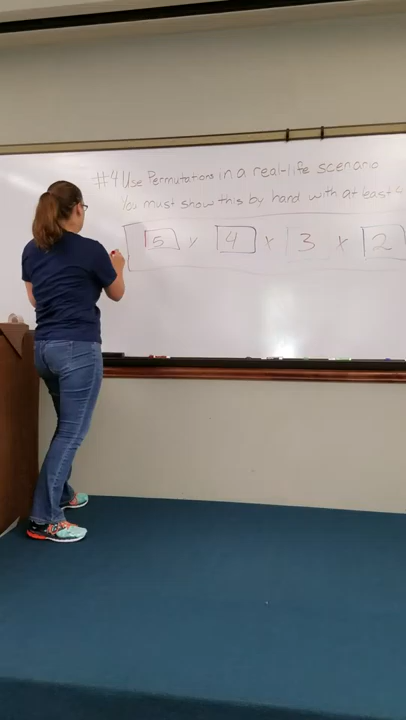 #4 Use Permutations in a real-life scenario
You must show this by hand with at least 4
5 x 4 x 3 x 2